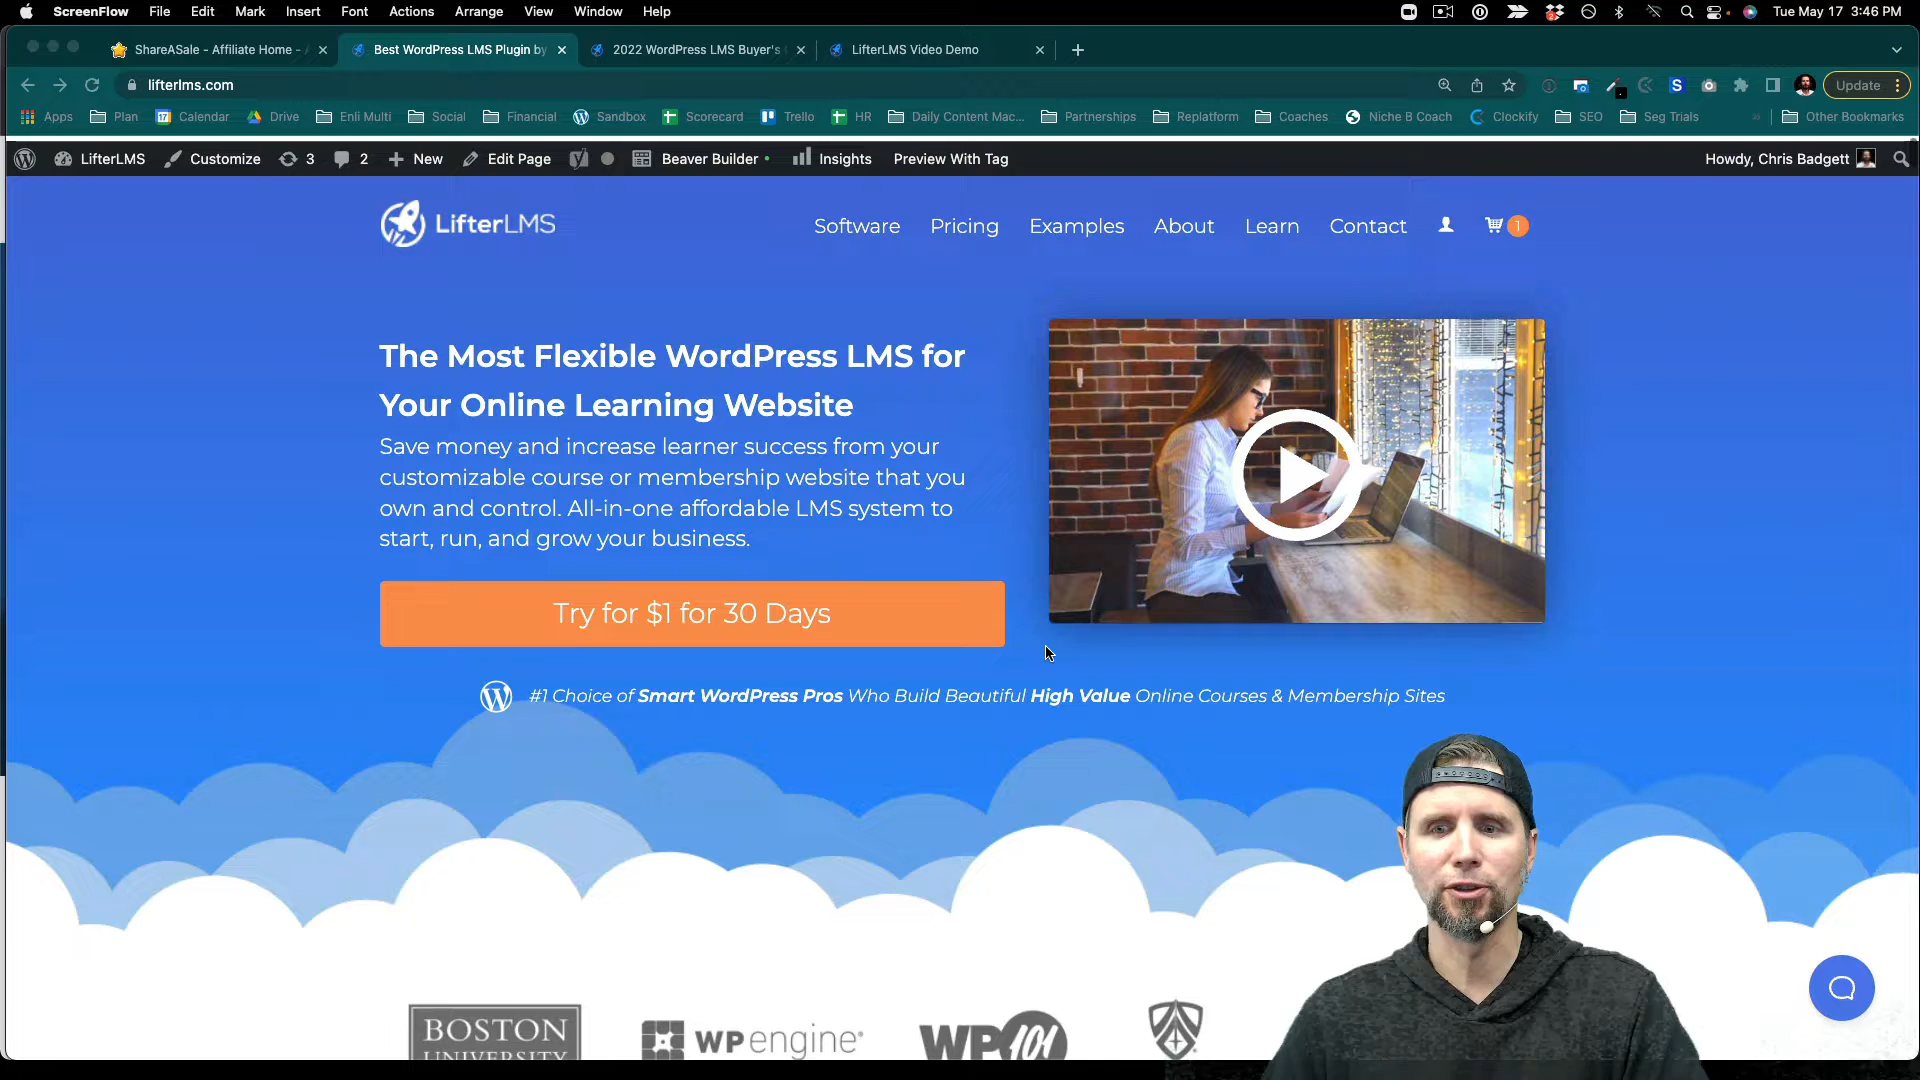 ScreenFlow File Edit Mark Insert Font Actions Arrange View Window Help
Tue May 17 3:46 PM
ShareASale - Affiliate Home -
Best WordPress LMS Plugin by
2022 WordPress LMS Buyer's
LifterLMS Video Demo
lifterlms.com
Update
Apps Plan Calendar Drive Enli Multi Social Financial Sandbox Scorecard Trello HR Daily Content Mac... Partnerships Replatform Coaches Niche B Coach Clockify SEO Seg Trials » Other Bookmarks
LifterLMS Customize 3 2 New Edit Page Beaver Builder Insights Preview With Tag
Howdy, Chris Badgett
LifterLMS
Software Pricing Examples About Learn Contact 1
The Most Flexible WordPress LMS for
Your Online Learning Website
Save money and increase learner success from your
customizable course or membership website that you
own and control. All-in-one affordable LMS system to
start, run, and grow your business.
Try for $1 for 30 Days
#1 Choice of Smart WordPress Pros Who Build Beautiful High Value Online Courses & Membership Sites
BOSTON
UNIVERSITY
WP engine
WP 101